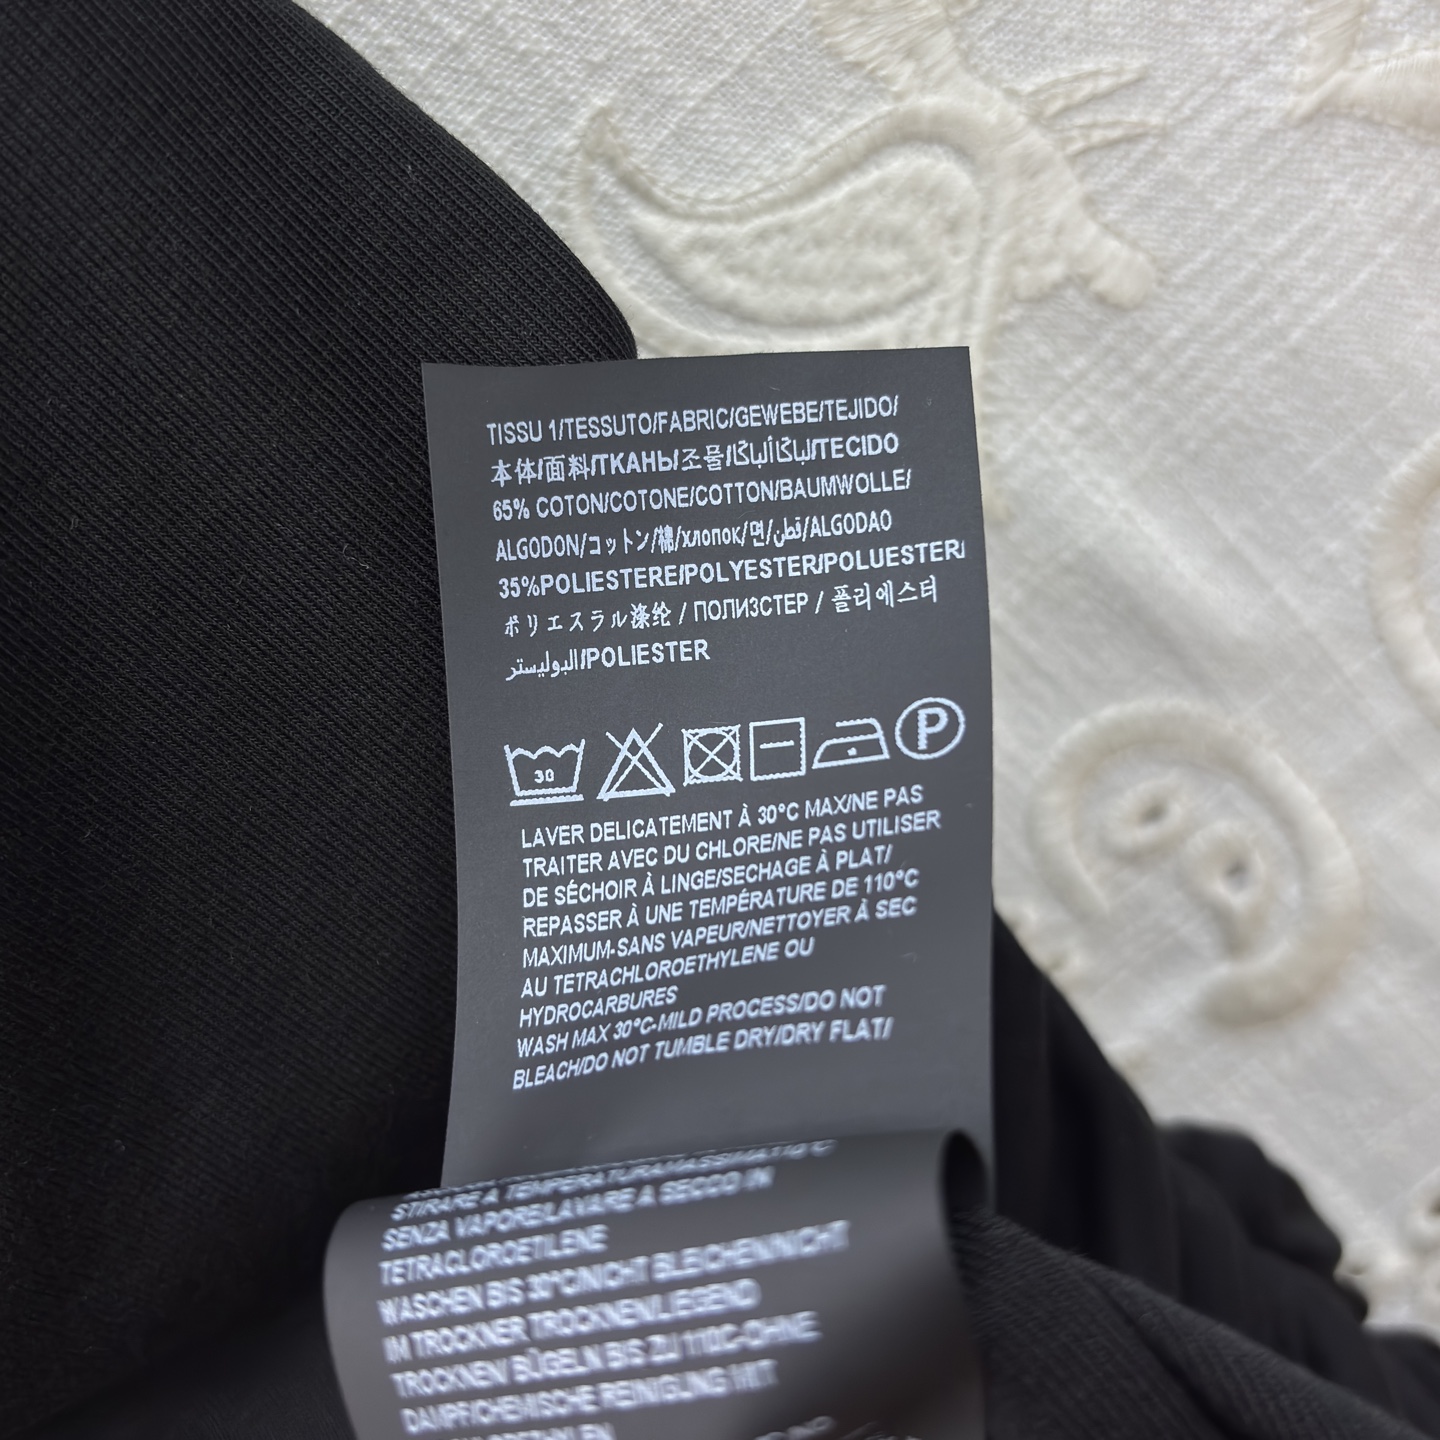 TISSU 1/TESSUTO/FABRIC/GEWEBE/TEJIDO/
本体/面料/ТКАНЬ/조물/لباگاألباگا/TECIDO
65% COTON/COTONE/COTTON/BAUMWOLLE/
ALGODON/コットン/棉/хлопок/면/قطن/ALGODAO
35%POLIESTERE/POLYESTER/POLUESTER/
ポリエスラル涤纶 / ПОЛИЗСТЕР / 폴리에스터
البوليستر/POLIESTER
30
P
LAVER DELICATEMENT À 30°C MAX/NE PAS
TRAITER AVEC DU CHLORE/NE PAS UTILISER
DE SÉCHOIR À LINGE/SECHAGE À PLAT/
REPASSER À UNE TEMPÉRATURE DE 110°C
MAXIMUM-SANS VAPEUR/NETTOYER À SEC
AU TETRACHLOROETHYLENE OU
HYDROCARBURES
WASH MAX 30°C-MILD PROCESS/DO NOT
BLEACH/DO NOT TUMBLE DRY/DRY FLAT/
STIRARE A TEMPERATURAMASSIMA110°C
SENZA VAPORE/LAVARE A SECCO IN
TETRACLOROETILENE
WASCHEN BIS 30°C/NICHT BLEICHEN/NICHT
IM TROCKNER TROCKNEN/LIEGEND
TROCKNEN BÜGELN BIS ZU 110C-OHNE
DAMPF/CHEMISCHE REINIGUNG MIT